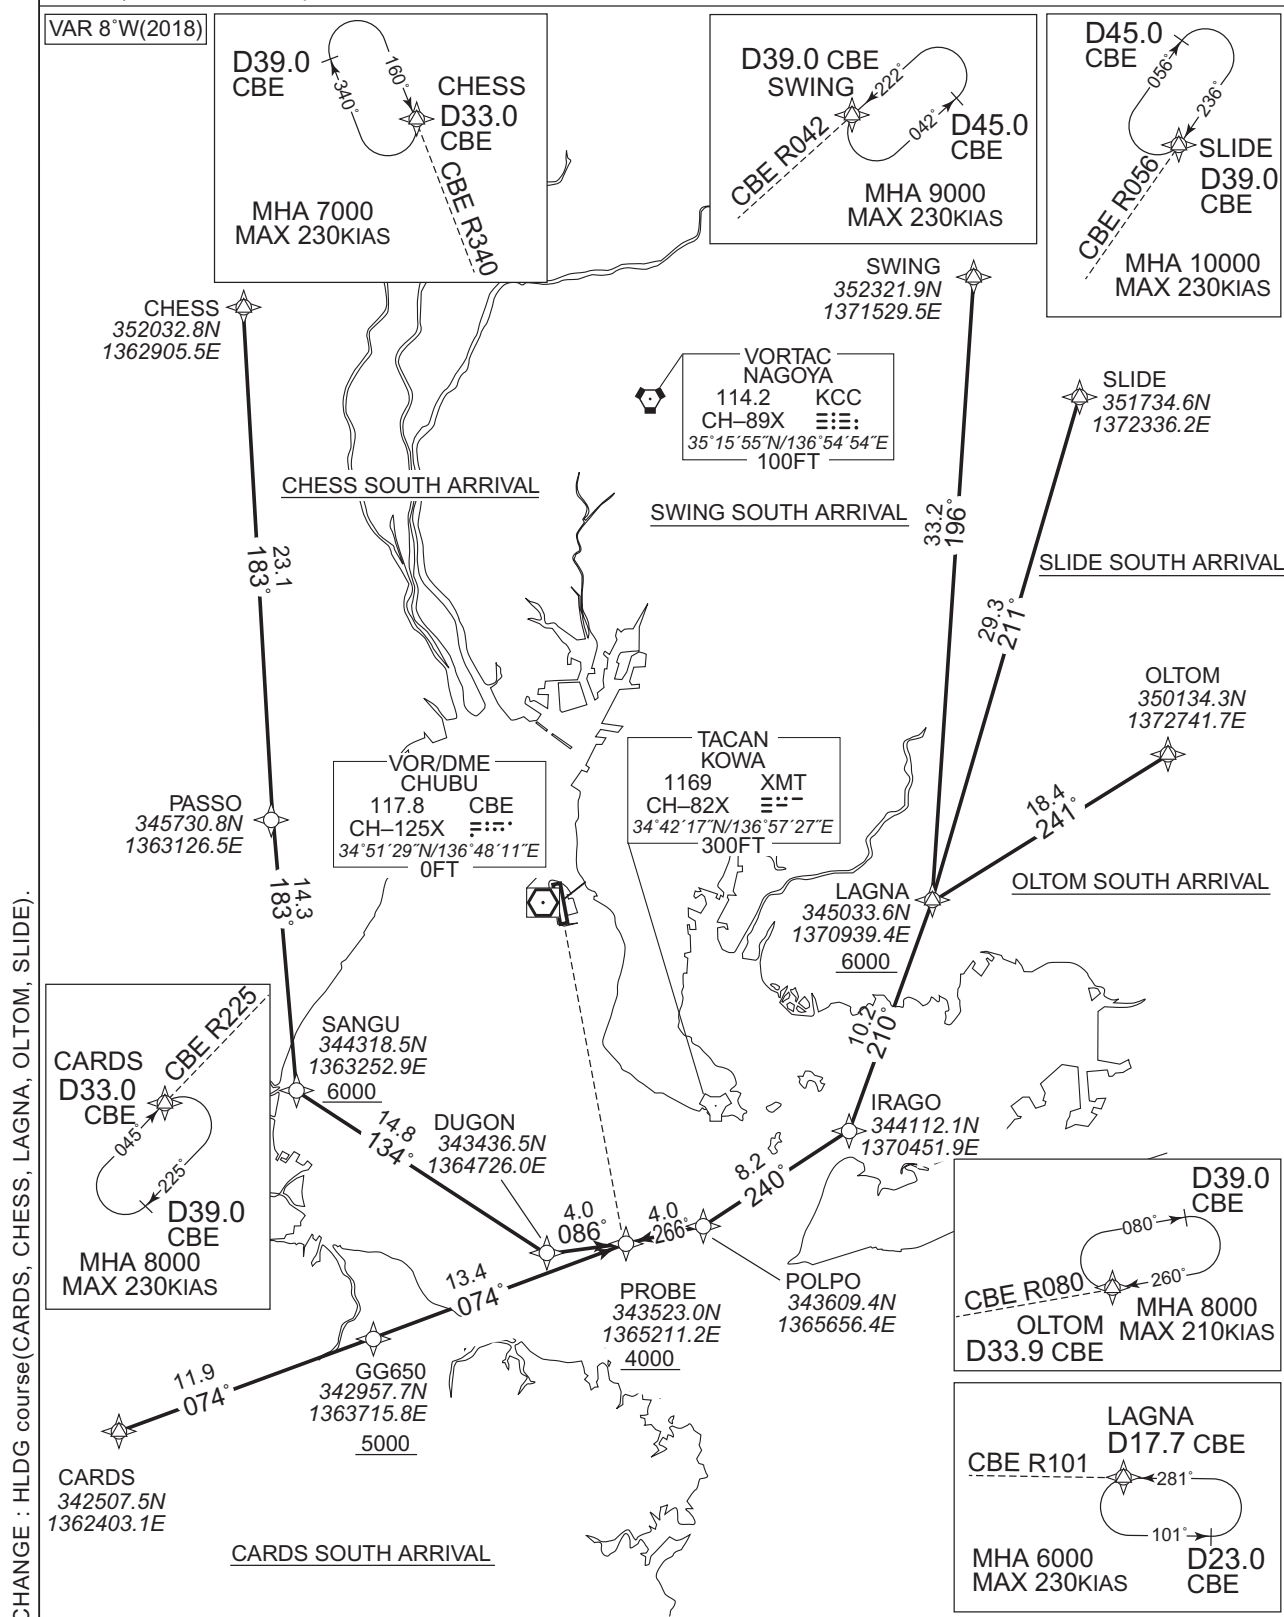 VAR 8˚W(2018)
D39.0
CBE
160˚
340˚
CHESS
D33.0
CBE
CBE R340
MHA 7000
MAX 230KIAS
D39.0 CBE
SWING
222˚
042˚
D45.0
CBE
CBE R042
MHA 9000
MAX 230KIAS
D45.0
CBE
056˚
236˚
SLIDE
D39.0
CBE
CBE R056
MHA 10000
MAX 230KIAS
CHESS
352032.8N
1362905.5E
SWING
352321.9N
1371529.5E
VORTAC
NAGOYA
114.2 KCC
CH–89X
35˚15´55˝N/136˚54´54˝E
100FT
SLIDE
351734.6N
1372336.2E
CHESS SOUTH ARRIVAL
SWING SOUTH ARRIVAL
33.2
196˚
23.1
183˚
SLIDE SOUTH ARRIVAL
29.3
211˚
OLTOM
350134.3N
1372741.7E
TACAN
KOWA
1169 XMT
CH–82X
34˚42´17˝N/136˚57´27˝E
300FT
VOR/DME
CHUBU
117.8 CBE
CH–125X
34˚51´29˝N/136˚48´11˝E
0FT
PASSO
345730.8N
1363126.5E
18.4
241˚
OLTOM SOUTH ARRIVAL
LAGNA
345033.6N
1370939.4E
6000
14.3
183˚
CBE R225
CARDS
D33.0
CBE
045˚
225˚
D39.0
CBE
MHA 8000
MAX 230KIAS
SANGU
344318.5N
1363252.9E
6000
10.2
210˚
IRAGO
344112.1N
1370451.9E
14.8
134˚
DUGON
343436.5N
1364726.0E
8.2
240˚
4.0
086˚
4.0
266˚
D39.0
CBE
080˚
260˚
CBE R080
OLTOM
D33.9 CBE
MHA 8000
MAX 210KIAS
13.4
074˚
PROBE
343523.0N
1365211.2E
4000
POLPO
343609.4N
1365656.4E
11.9
074˚
GG650
342957.7N
1363715.8E
5000
CARDS
342507.5N
1362403.1E
CARDS SOUTH ARRIVAL
LAGNA
D17.7 CBE
CBE R101
281˚
101˚
D23.0
CBE
MHA 6000
MAX 230KIAS
CHANGE : HLDG course(CARDS, CHESS, LAGNA, OLTOM, SLIDE).